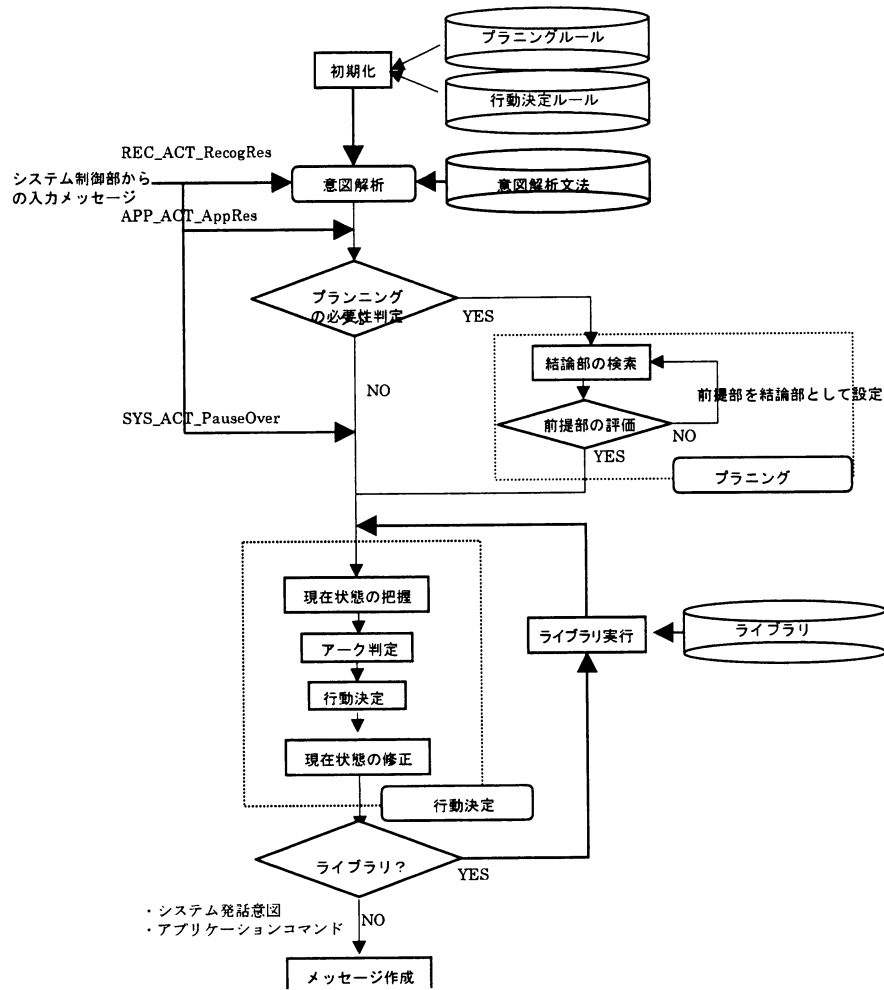 プラニングルール
初期化
行動決定ルール
REC_ACT_RecogRes
システム制御部から
の入力メッセージ
意図解析
意図解析文法
APP_ACT_AppRes
プランニング
の必要性判定
YES
結論部の検索
NO
前提部を結論部として設定
SYS_ACT_PauseOver
前提部の評価
NO
YES
プラニング
現在状態の把握
ライブラリ実行
ライブラリ
アーク判定
行動決定
現在状態の修正
行動決定
ライブラリ？
YES
・システム発話意図
・アプリケーションコマンド
NO
メッセージ作成